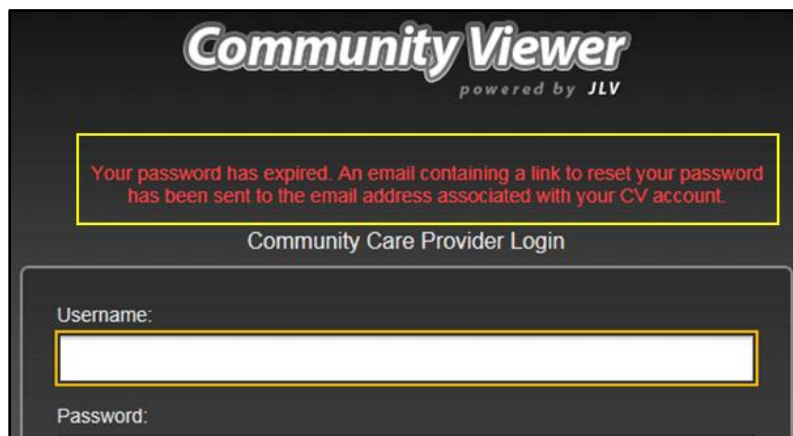 Community Viewer
powered by JLV
Your password has expired. An email containing a link to reset your password
has been sent to the email address associated with your CV account.
Community Care Provider Login
Username:
Password: